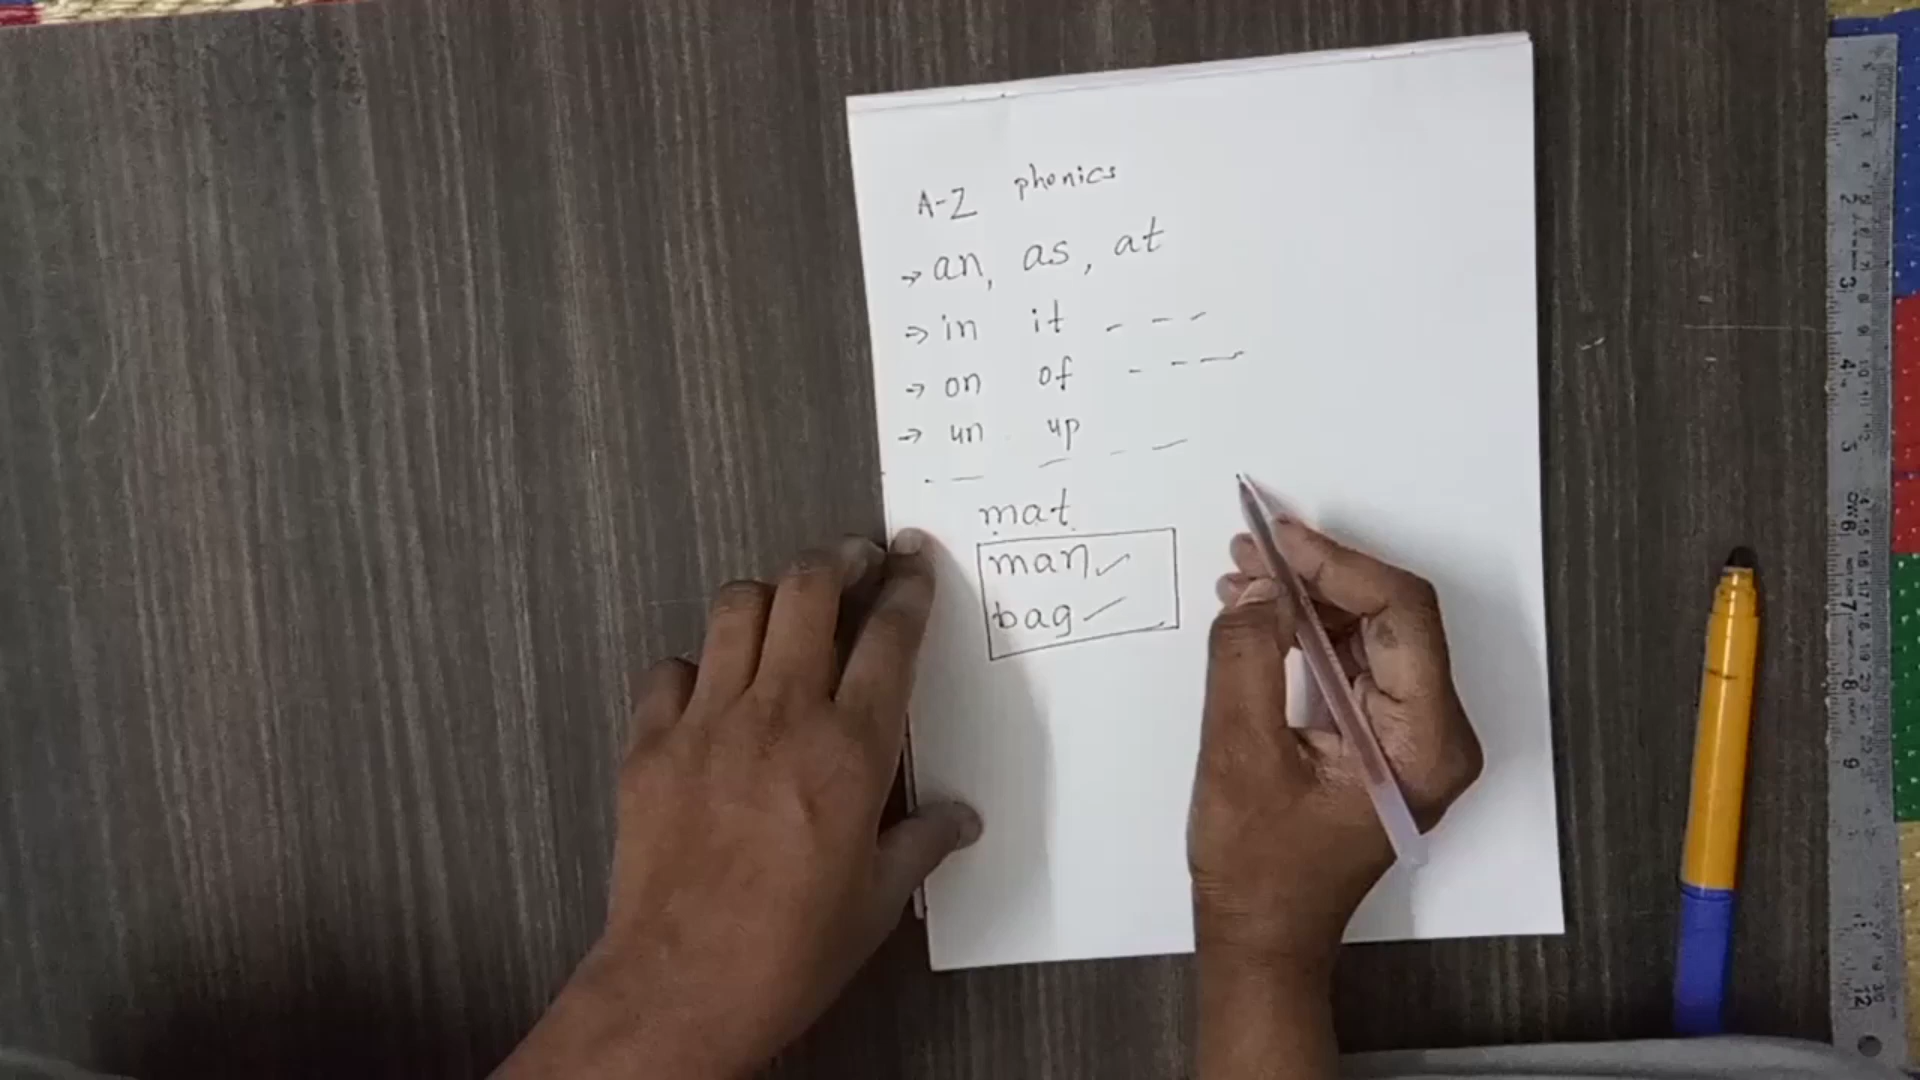 A-Z phonics
→ an, as, at
→ in it - - -
→ on of - - -
→ un up
- - - - -
mat
man ✓
bag ✓